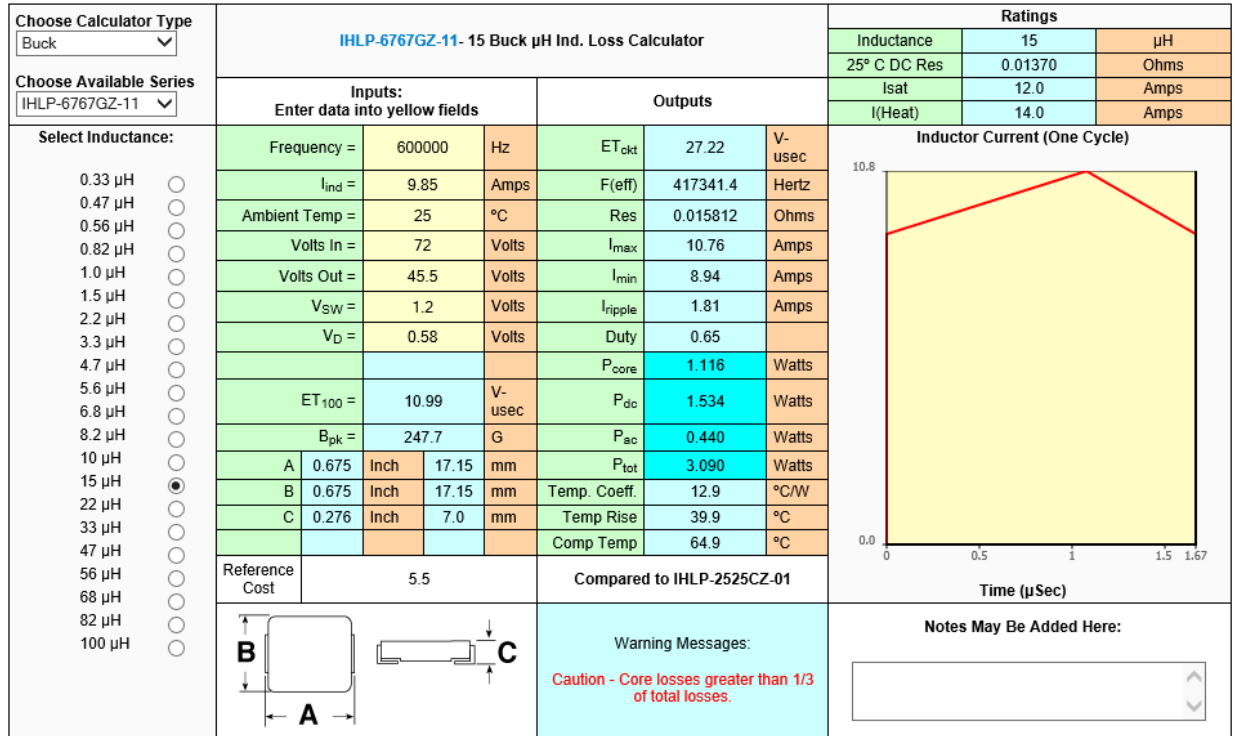 Choose Calculator Type
Buck
Choose Available Series
IHLP-6767GZ-11
IHLP-6767GZ-11- 15 Buck µH Ind. Loss Calculator
Inputs:
Enter data into yellow fields
Outputs
Ratings
Inductance 15 µH
25° C DC Res 0.01370 Ohms
Isat 12.0 Amps
I(Heat) 14.0 Amps
Select Inductance:
0.33 µH
0.47 µH
0.56 µH
0.82 µH
1.0 µH
1.5 µH
2.2 µH
3.3 µH
4.7 µH
5.6 µH
6.8 µH
8.2 µH
10 µH
15 µH
22 µH
33 µH
47 µH
56 µH
68 µH
82 µH
100 µH
Frequency = 600000 Hz ETckt 27.22 V-
usec
Iind = 9.85 Amps F(eff) 417341.4 Hertz
Ambient Temp = 25 °C Res 0.015812 Ohms
Volts In = 72 Volts Imax 10.76 Amps
Volts Out = 45.5 Volts Imin 8.94 Amps
VSW = 1.2 Volts Iripple 1.81 Amps
VD = 0.58 Volts Duty 0.65
Pcore 1.116 Watts
ET100 = 10.99 V-
usec Pdc 1.534 Watts
Bpk = 247.7 G Pac 0.440 Watts
A 0.675 Inch 17.15 mm Ptot 3.090 Watts
B 0.675 Inch 17.15 mm Temp. Coeff. 12.9 °C/W
C 0.276 Inch 7.0 mm Temp Rise 39.9 °C
Comp Temp 64.9 °C
Reference
Cost
5.5
Compared to IHLP-2525CZ-01
B
A
C
Warning Messages:
Caution - Core losses greater than 1/3
of total losses.
Inductor Current (One Cycle)
10.8
0.0
0 0.5 1 1.5 1.67
Time (µSec)
Notes May Be Added Here: